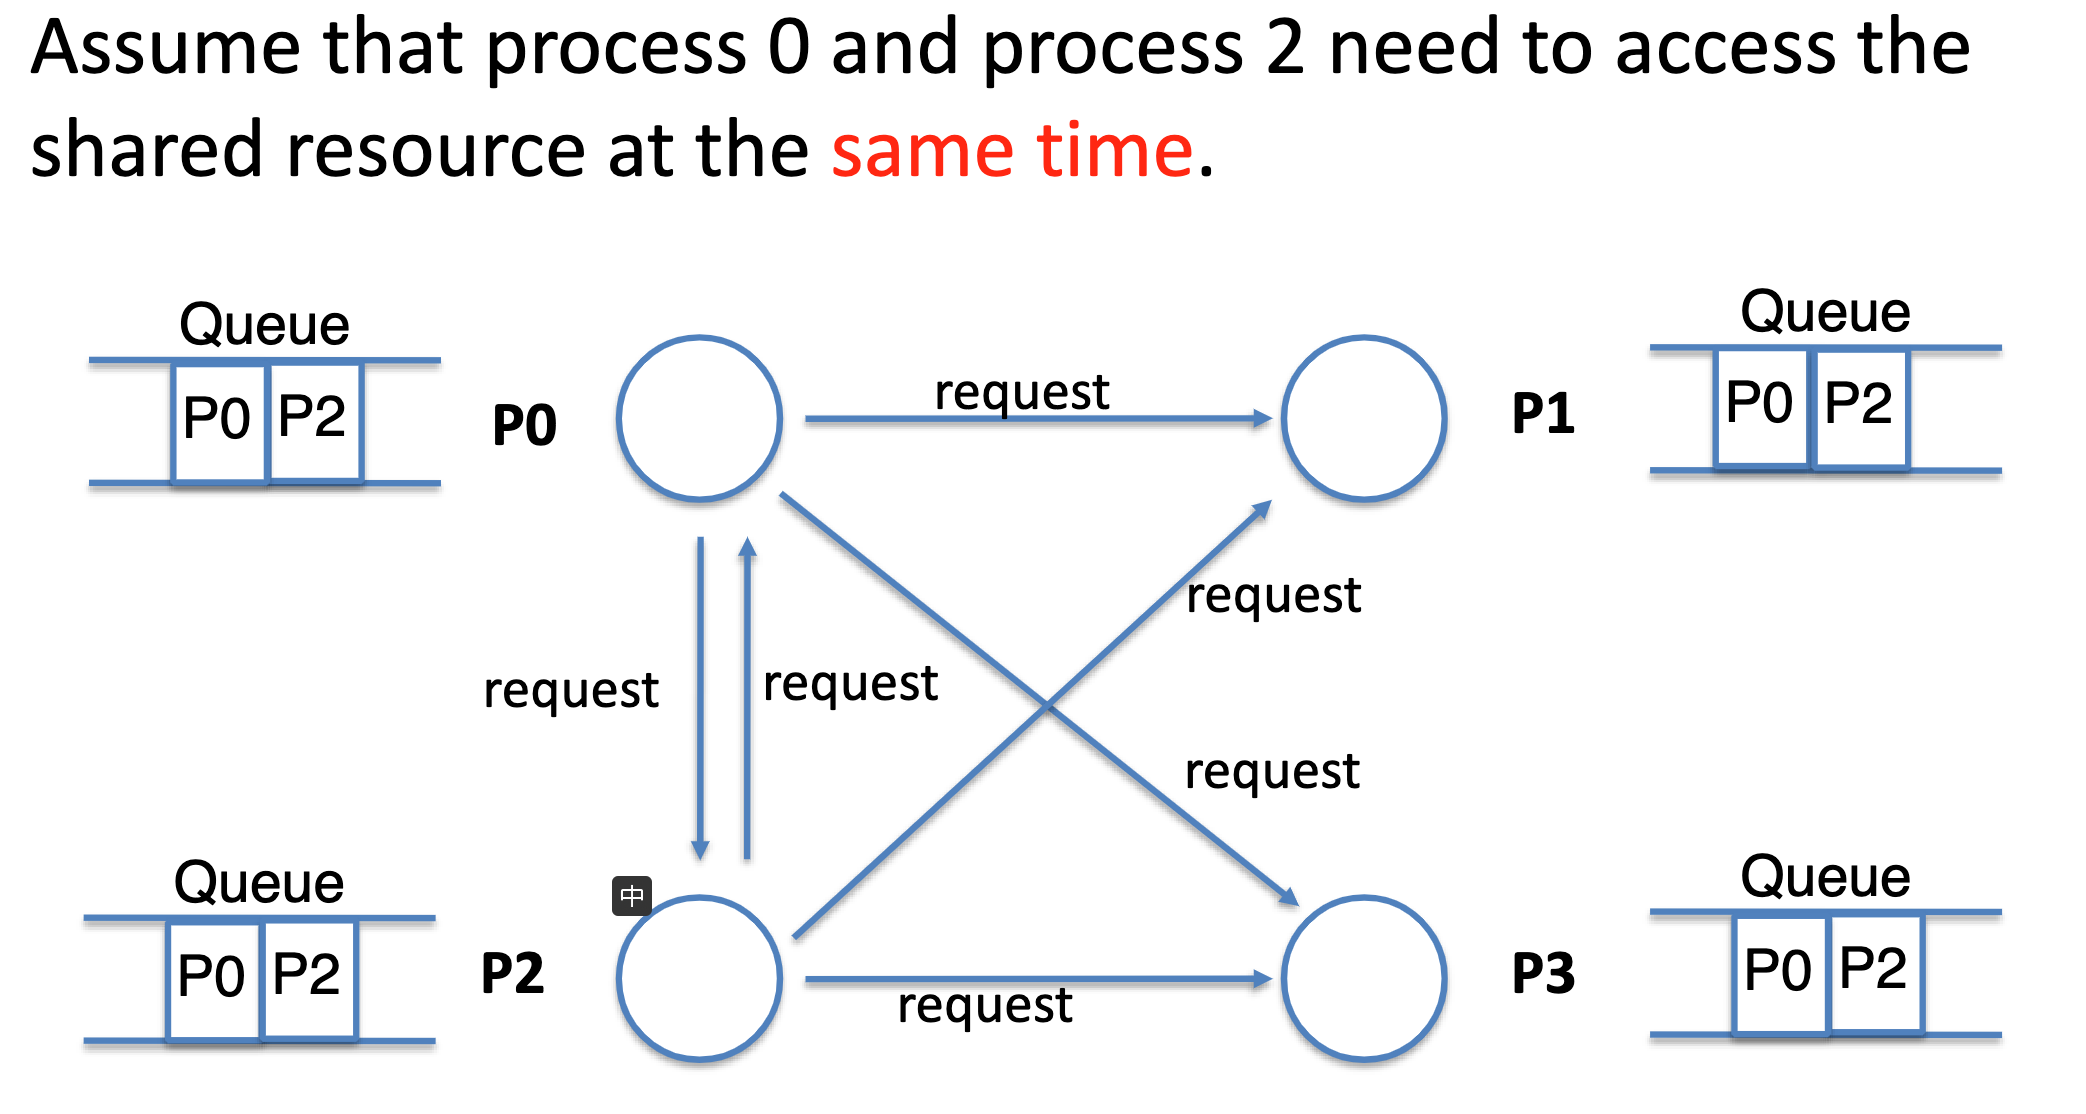 Assume that process 0 and process 2 need to access the
shared resource at the same time.
Queue
P0 P2
P0
request
P1
Queue
P0 P2
request
request
request
request
Queue
P0 P2
P2
中
request
P3
Queue
P0 P2